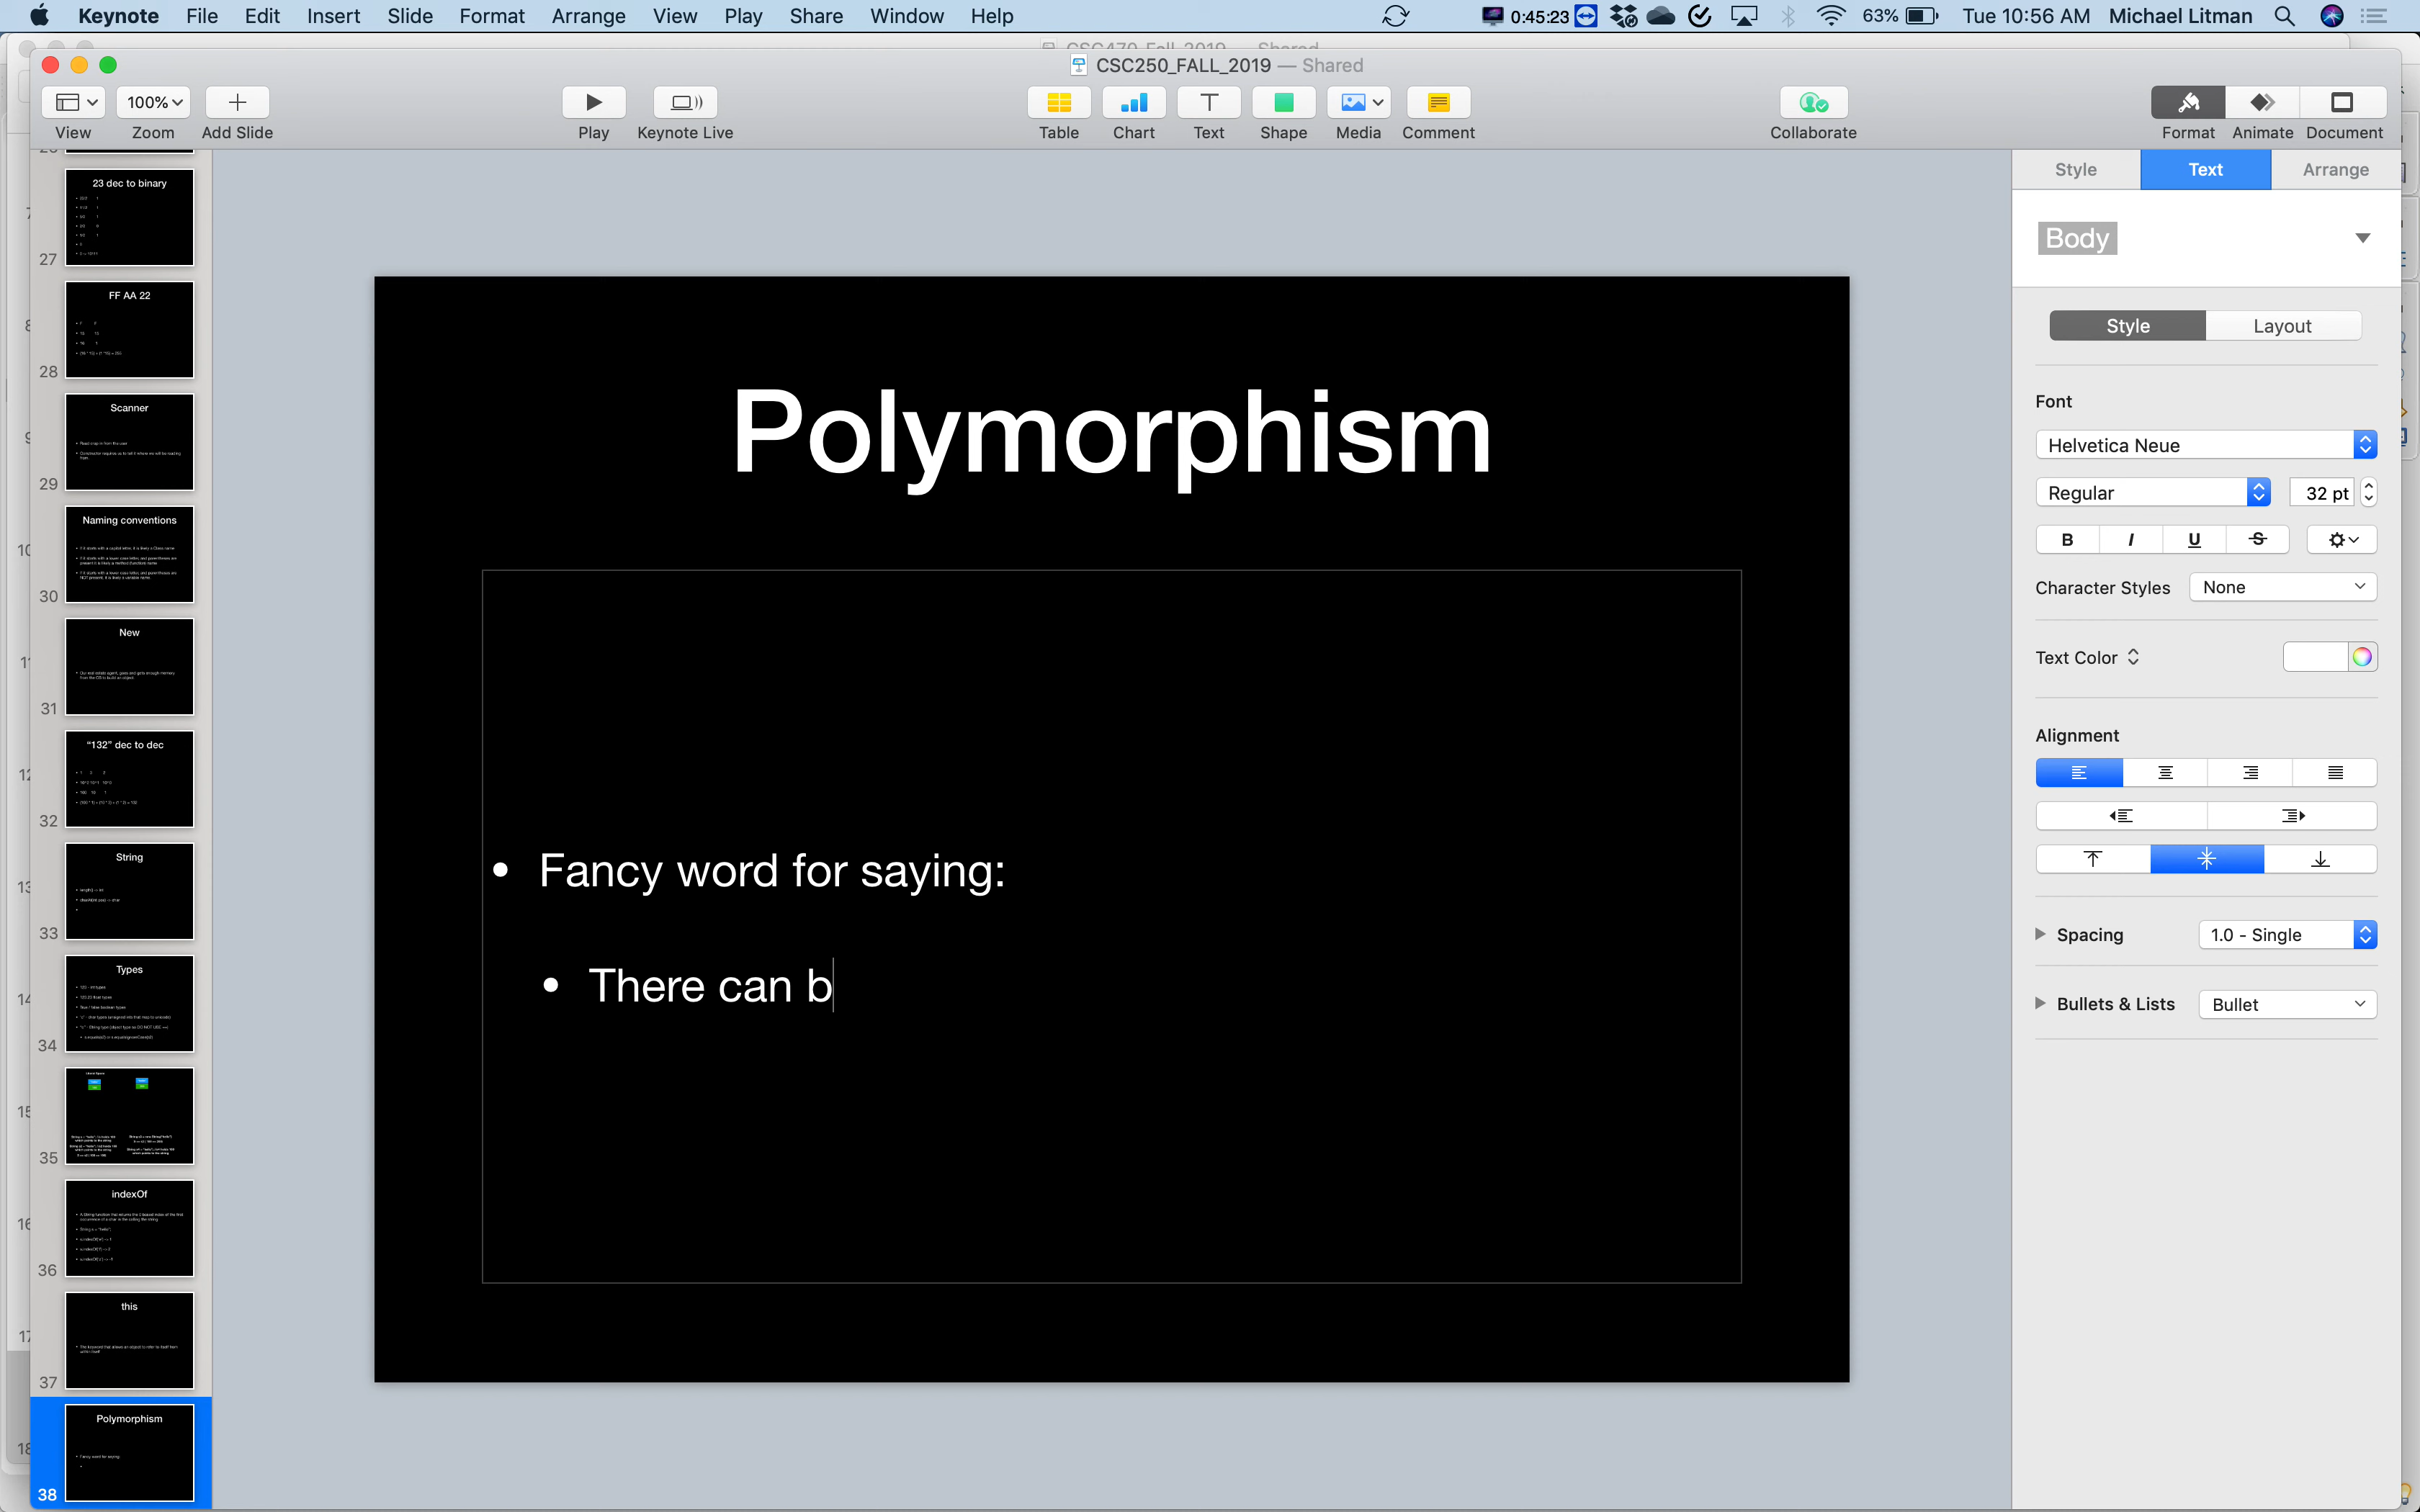 Keynote File Edit Insert Slide Format Arrange View Play Share Window Help 0:45:23 63% Tue 10:56 AM Michael Litman
CSC470_Fall_2019 — Shared
CSC250_FALL_2019 — Shared
100%
View Zoom Add Slide Play Keynote Live Table Chart Text Shape Media Comment Collaborate Format Animate Document
23 dec to binary
27
FF AA 22
28
Scanner
29
Naming conventions
30
New
31
"132" dec to dec
32
String
33
Types
34
35
indexOf
36
this
37
Polymorphism
38
Polymorphism
• Fancy word for saying:
• There can b
Style Text Arrange
Body
Style Layout
Font
Helvetica Neue
Regular 32 pt
B I U S
Character Styles None
Text Color
Alignment
Spacing 1.0 - Single
Bullets & Lists Bullet